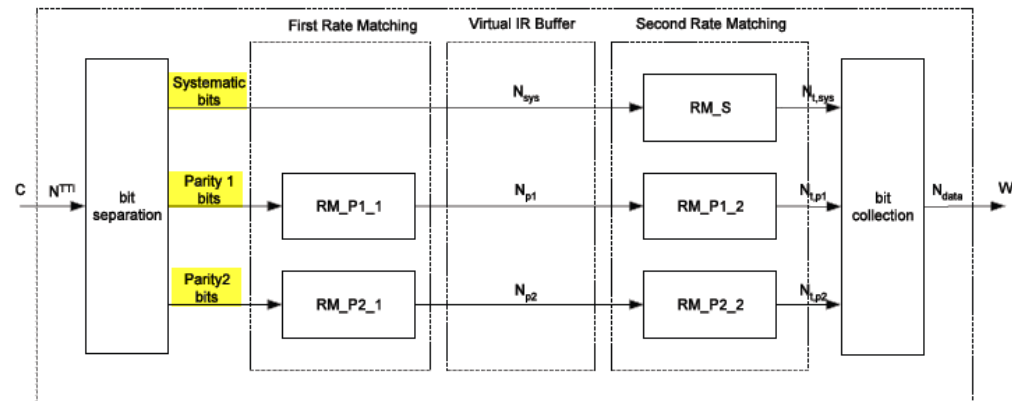 First Rate Matching
Virtual IR Buffer
Second Rate Matching
Systematic
bits
N_sys
RM_S
N_t,sys
C
N^TTI
bit
separation
Parity 1
bits
RM_P1_1
N_p1
RM_P1_2
N_t,p1
bit
collection
N_data
W
Parity2
bits
RM_P2_1
N_p2
RM_P2_2
N_t,p2